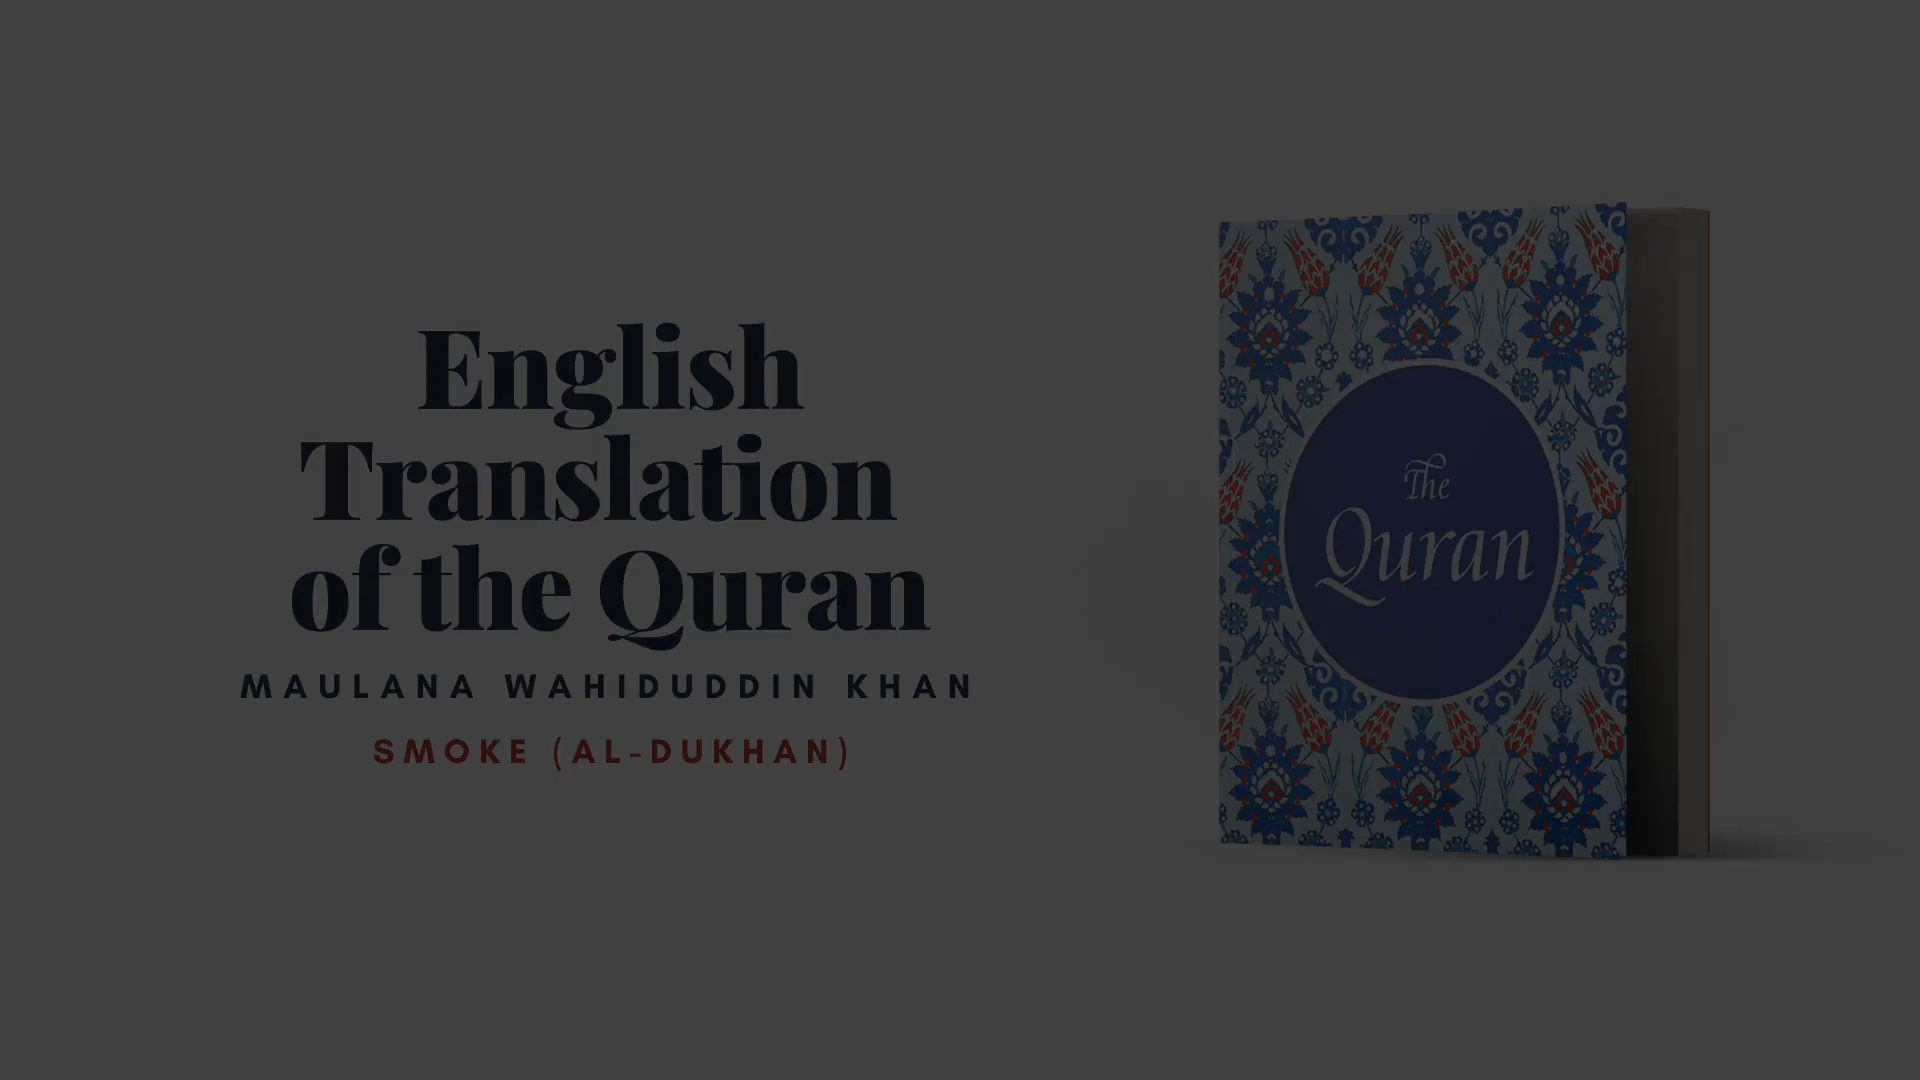 English
Translation
of the Quran
MAULANA WAHIDUDDIN KHAN
SMOKE (AL-DUKHAN)
The
Quran